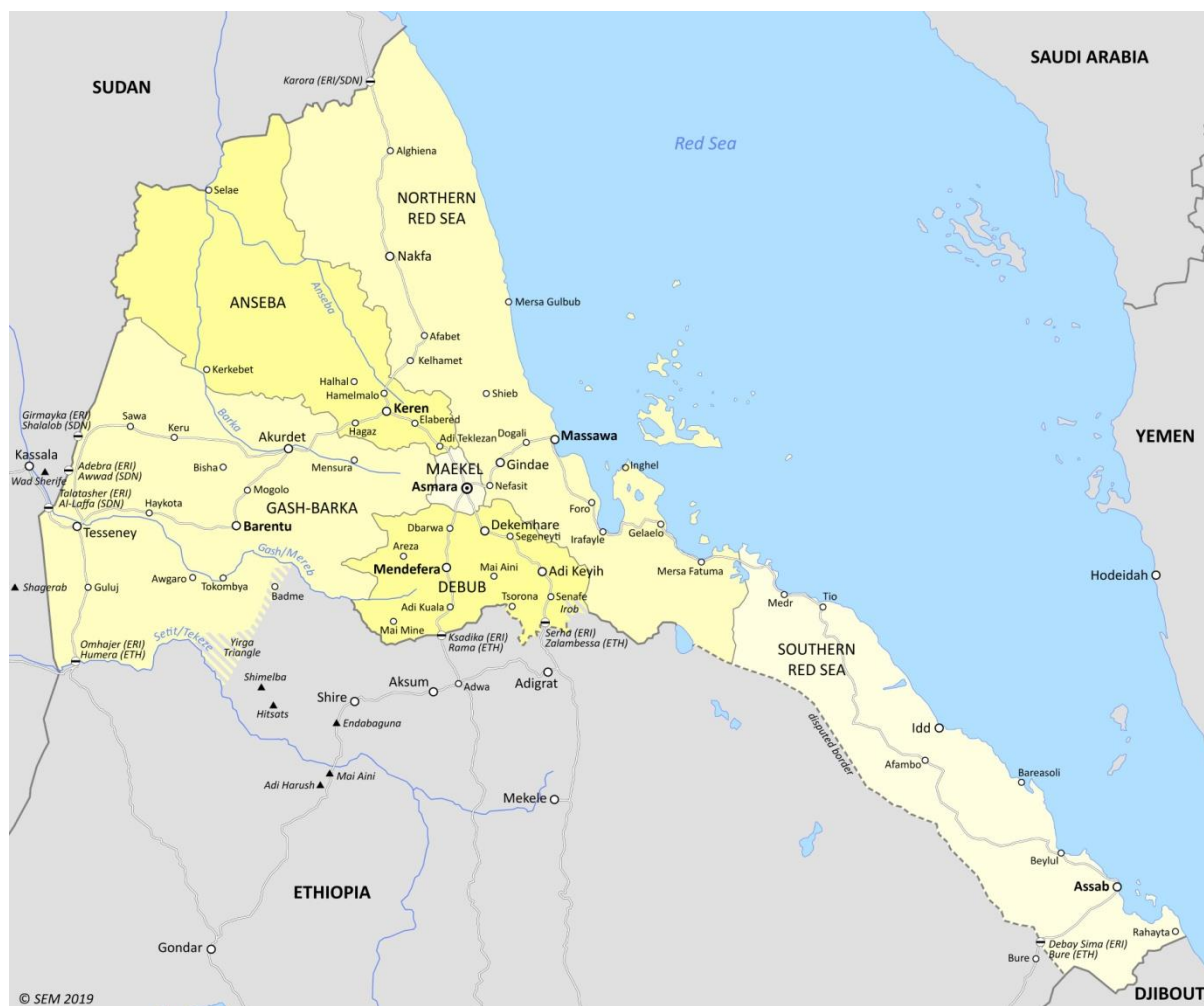 SAUDI ARABIA
SUDAN
Karora (ERI/SDN)
Red Sea
Alghiena
Selae
NORTHERN
RED SEA
Nakfa
Anseba
ANSEBA
Mersa Gulbub
Afabet
Kelhamet
Kerkebet
Halhal
Hamelmalo
Shieb
Keren
Girmayka (ERI)
Shalalob (SDN)
Sawa
Keru
Barka
Elabered
Hagaz
Akurdet
Adi Teklezan
Dogali
Massawa
YEMEN
Kassala
Wad Sherife
Adebra (ERI)
Awwad (SDN)
Bisha
Mensura
MAEKEL
Gindae
Inghel
Asmara
Nefasit
Talatasher (ERI)
Al-Laffa (SDN)
Mogolo
Haykota
GASH-BARKA
Foro
Tesseney
Barentu
Dbarwa
Dekemhare
Segeneyti
Irafayle
Gelaelo
Gash/Mereb
Areza
Mendefera
Mai Aini
Adi Keyih
Mersa Fatuma
Hodeidah
Shagerab
Guluj
Awgaro
Tokombya
Badme
DEBUB
Tsorona
Senafe
Irob
Medr
Tio
Adi Kuala
Mai Mine
Setit/Tekeze
Omhajer (ERI)
Humera (ETH)
Yirga
Triangle
Ksadika (ERI)
Rama (ETH)
Serha (ERI)
Zalambessa (ETH)
SOUTHERN
RED SEA
Shimelba
Hitsats
Shire
Aksum
Adwa
Adigrat
Endabaguna
disputed border
Idd
Afambo
Mai Aini
Adi Harush
Mekele
Bareasoli
Beylul
ETHIOPIA
Assab
Gondar
Rahayta
Debay Sima (ERI)
Bure (ETH)
Bure
© SEM 2019
DJIBOUT